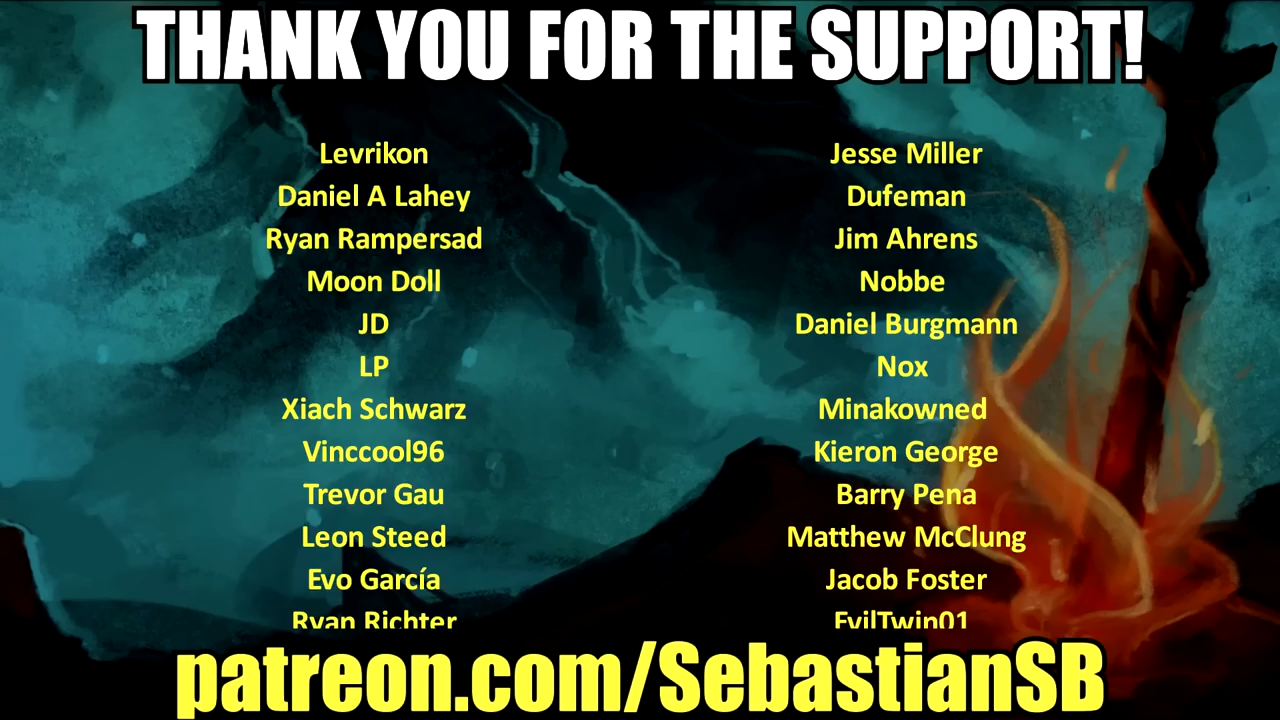 THANK YOU FOR THE SUPPORT!
Levrikon
Daniel A Lahey
Ryan Rampersad
Moon Doll
JD
LP
Xiach Schwarz
Vinccool96
Trevor Gau
Leon Steed
Evo García
Ryan Richter
Jesse Miller
Dufeman
Jim Ahrens
Nobbe
Daniel Burgmann
Nox
Minakowned
Kieron George
Barry Pena
Matthew McClung
Jacob Foster
EvilTwin01
patreon.com/SebastianSB